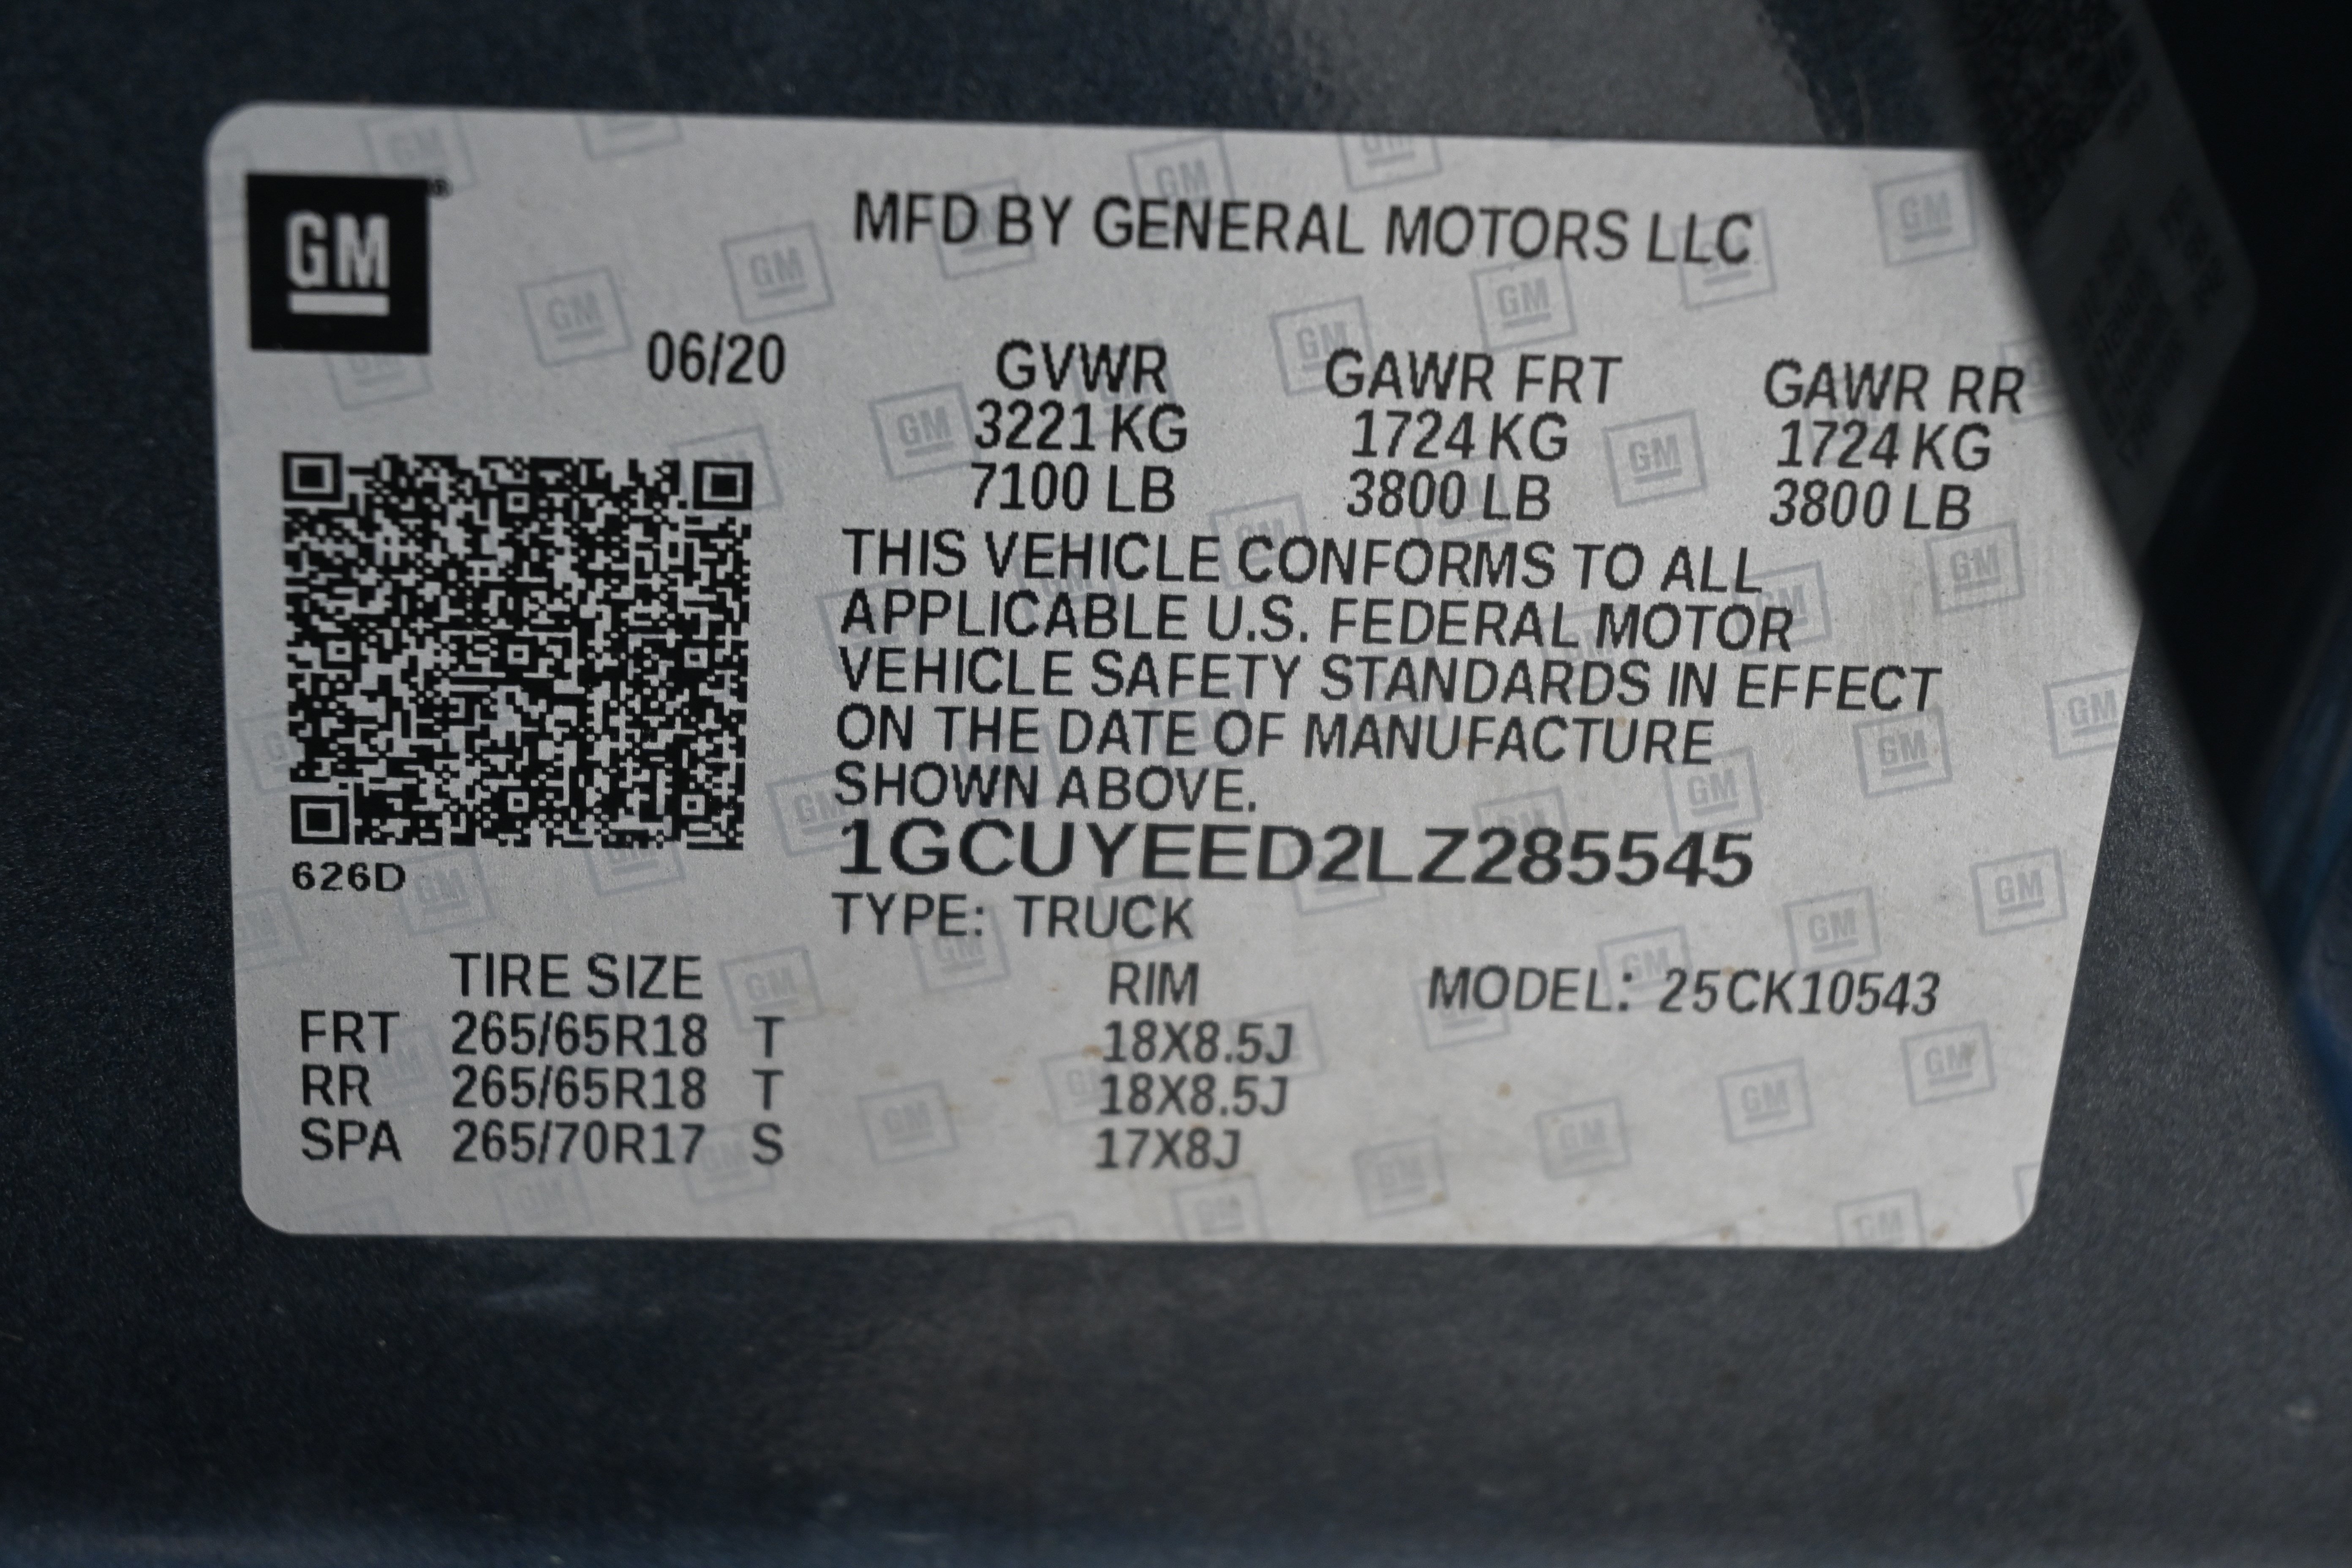 GM
MFD BY GENERAL MOTORS LLC
06/20 GVWR GAWR FRT GAWR RR
3221 KG 1724 KG 1724 KG
7100 LB 3800 LB 3800 LB
THIS VEHICLE CONFORMS TO ALL
APPLICABLE U.S. FEDERAL MOTOR
VEHICLE SAFETY STANDARDS IN EFFECT
ON THE DATE OF MANUFACTURE
SHOWN ABOVE.
1GCUYEED2LZ285545
626D
TYPE: TRUCK
TIRE SIZE RIM MODEL: 25CK10543
FRT 265/65R18 T 18X8.5J
RR 265/65R18 T 18X8.5J
SPA 265/70R17 S 17X8J